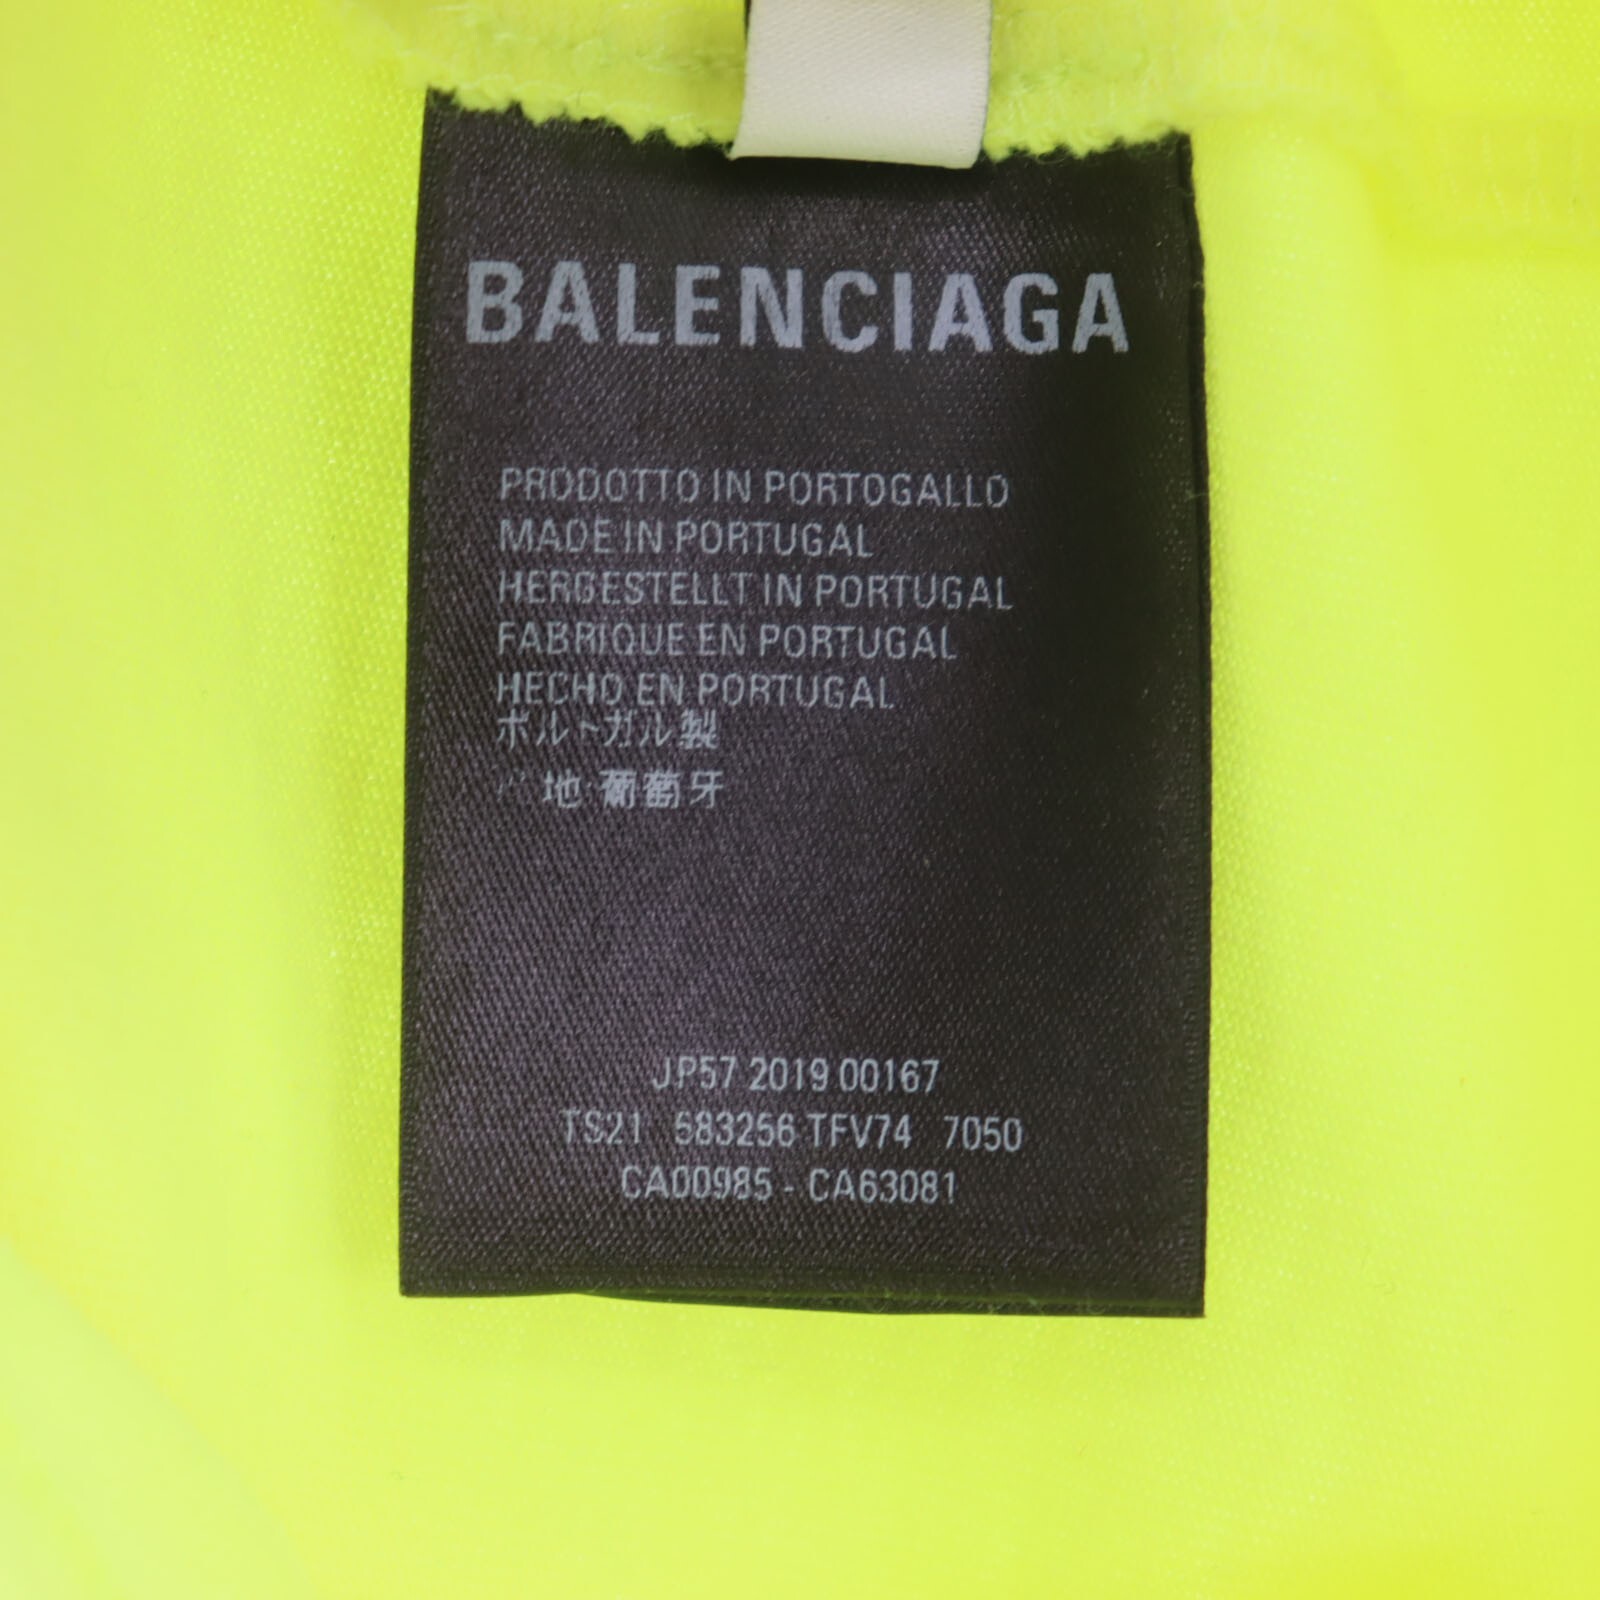 BALENCIAGA
PRODOTTO IN PORTOGALLO
MADE IN PORTUGAL
HERGESTELLT IN PORTUGAL
FABRIQUE EN PORTUGAL
HECHO EN PORTUGAL
ポルトガル製
地:葡萄牙
JP57 2019 00167
TS21 583256 TFV74 7050
CA00985 - CA63081